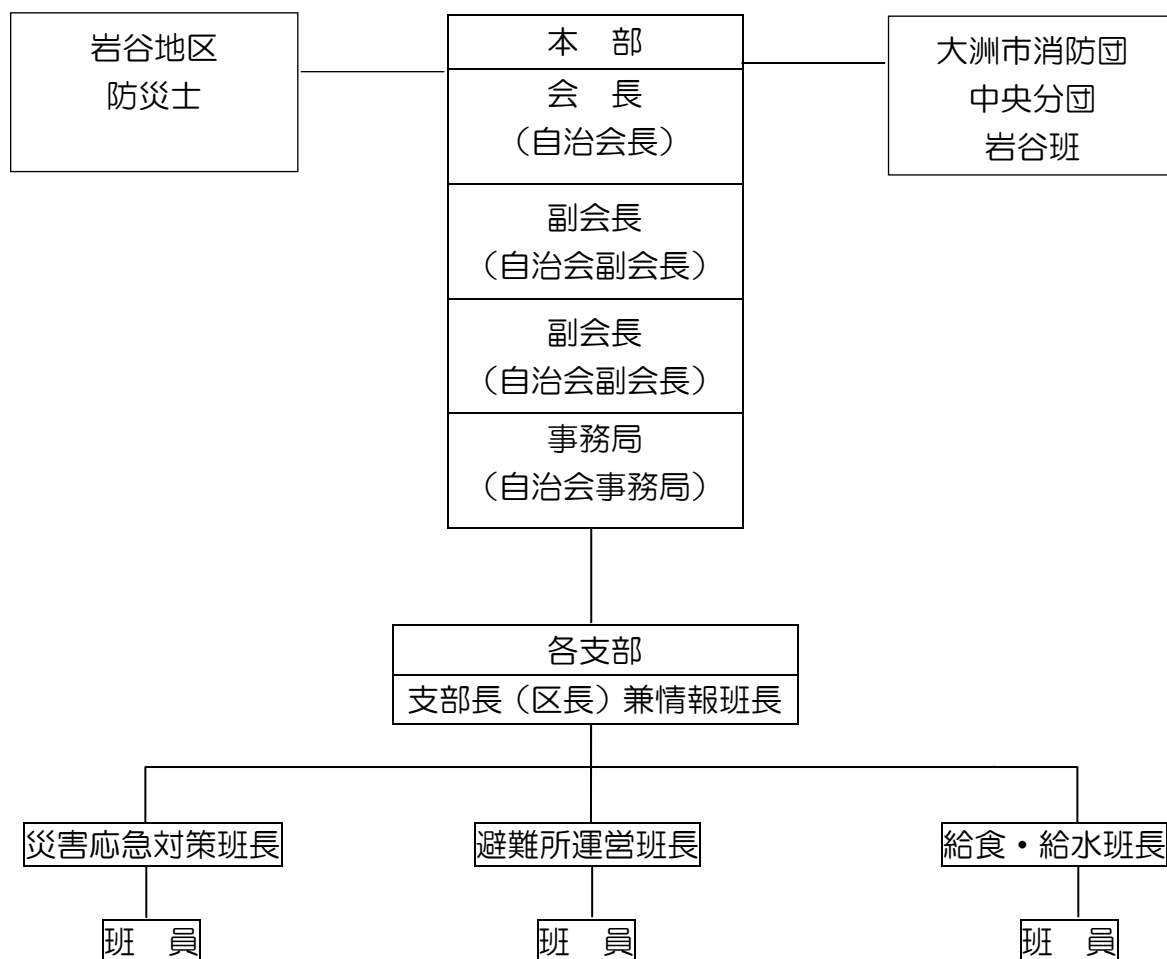 岩谷地区
防災士
本　部
会　長
（自治会長）
副会長
（自治会副会長）
副会長
（自治会副会長）
事務局
（自治会事務局）
大洲市消防団
中央分団
岩谷班
各支部
支部長（区長）兼情報班長
災害応急対策班長
避難所運営班長
給食・給水班長
班　員
班　員
班　員